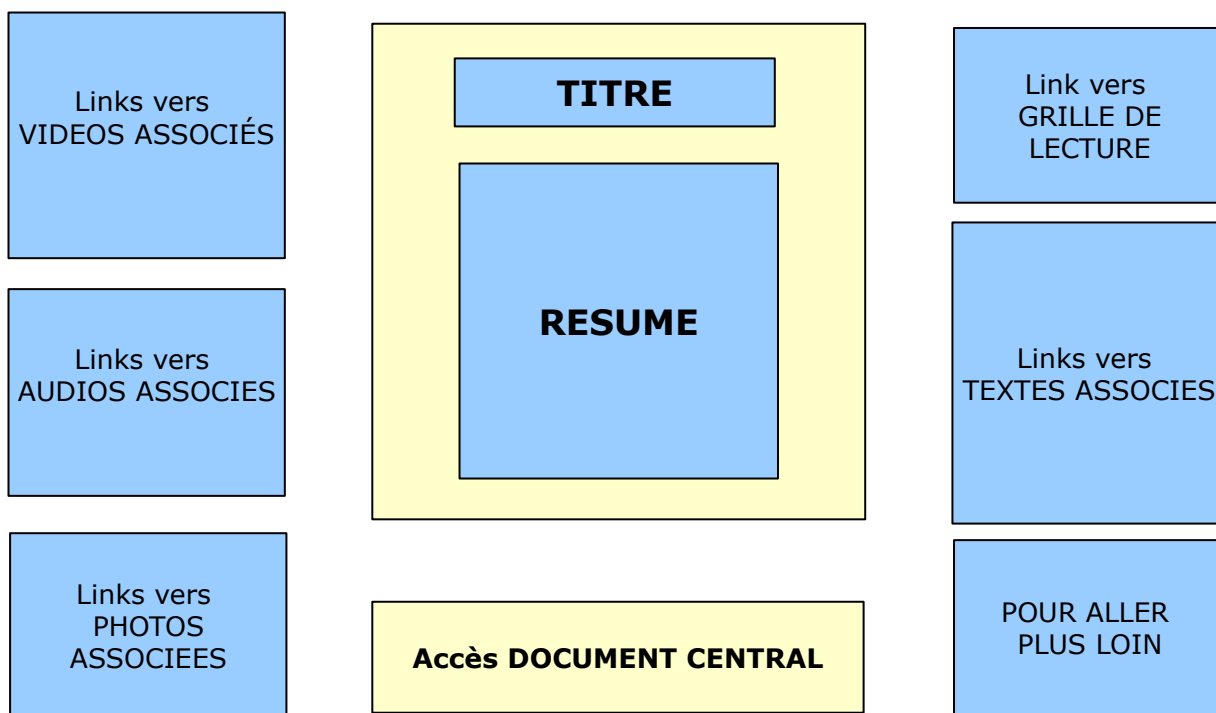 Links vers
VIDEOS ASSOCIÉS
Links vers
AUDIOS ASSOCIES
Links vers
PHOTOS
ASSOCIEES
TITRE
RESUME
Accès DOCUMENT CENTRAL
Link vers
GRILLE DE
LECTURE
Links vers
TEXTES ASSOCIES
POUR ALLER
PLUS LOIN